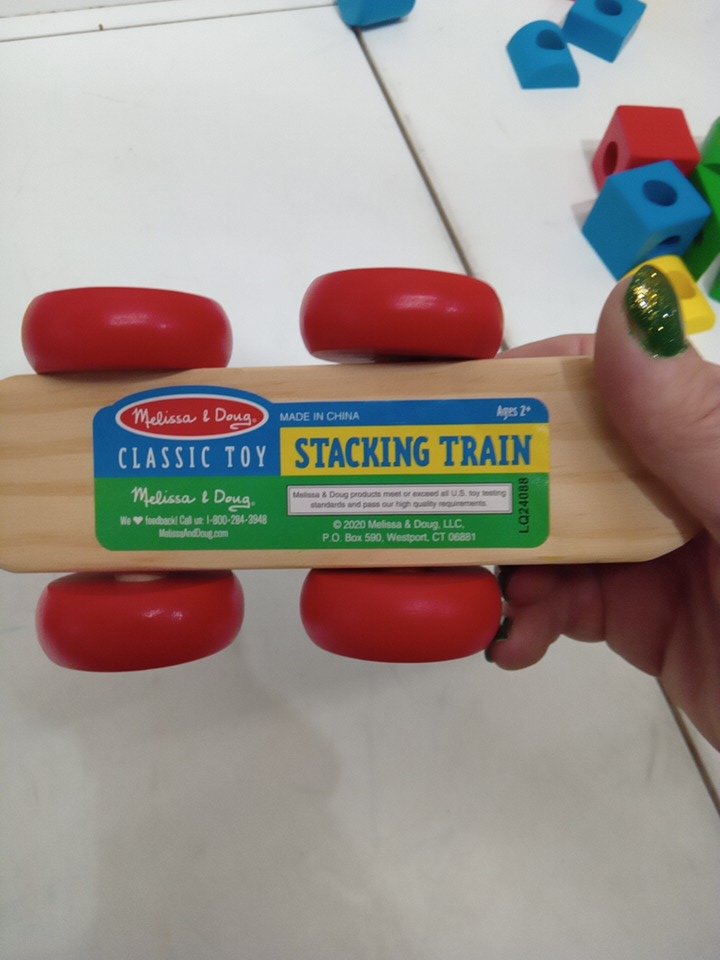 Melissa & Doug®
MADE IN CHINA
Ages 2+
CLASSIC TOY
STACKING TRAIN
Melissa & Doug®
We ♥ feedback! Call us: 1-800-284-3948
MelissaAndDoug.com
Melissa & Doug products meet or exceed all U.S. toy testing
standards and pass our high quality requirements.
© 2020 Melissa & Doug, LLC.
P.O. Box 590, Westport, CT 06881
LQ24088